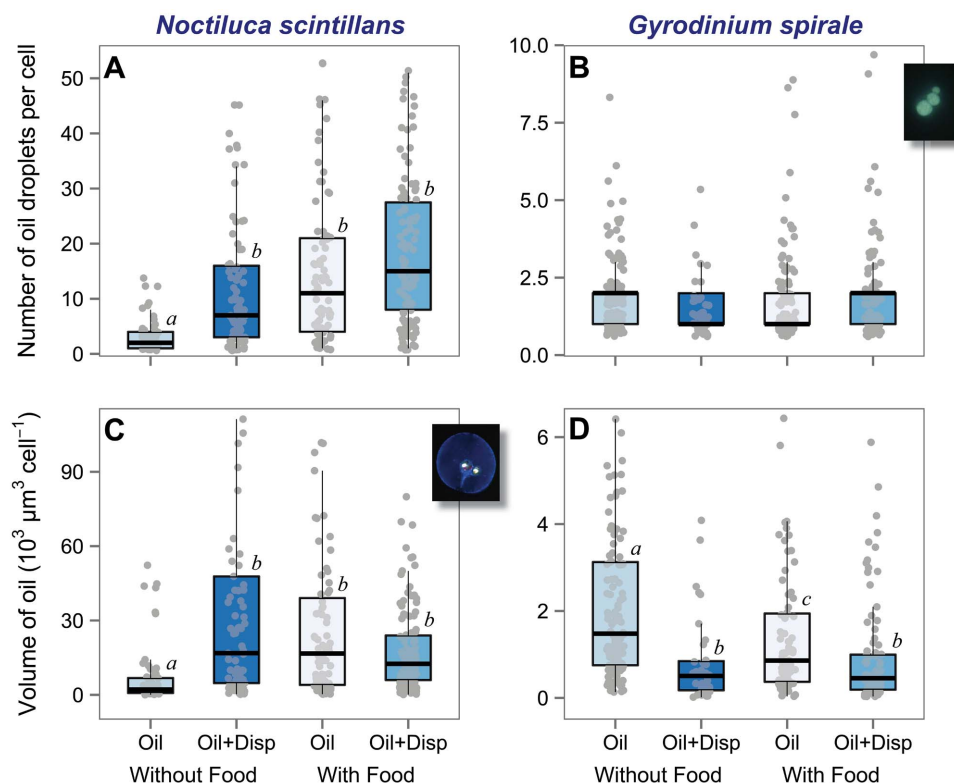 Noctiluca scintillans
Gyrodinium spirale
Number of oil droplets per cell
A
50
40
30
20
10
0
a
b
b
b
B
10.0
7.5
5.0
2.5
0.0
Volume of oil (10³ µm³ cell⁻¹)
C
90
60
30
0
a
b
b
b
D
6
4
2
0
a
b
c
b
Oil Oil+Disp Oil Oil+Disp
Without Food With Food
Oil Oil+Disp Oil Oil+Disp
Without Food With Food